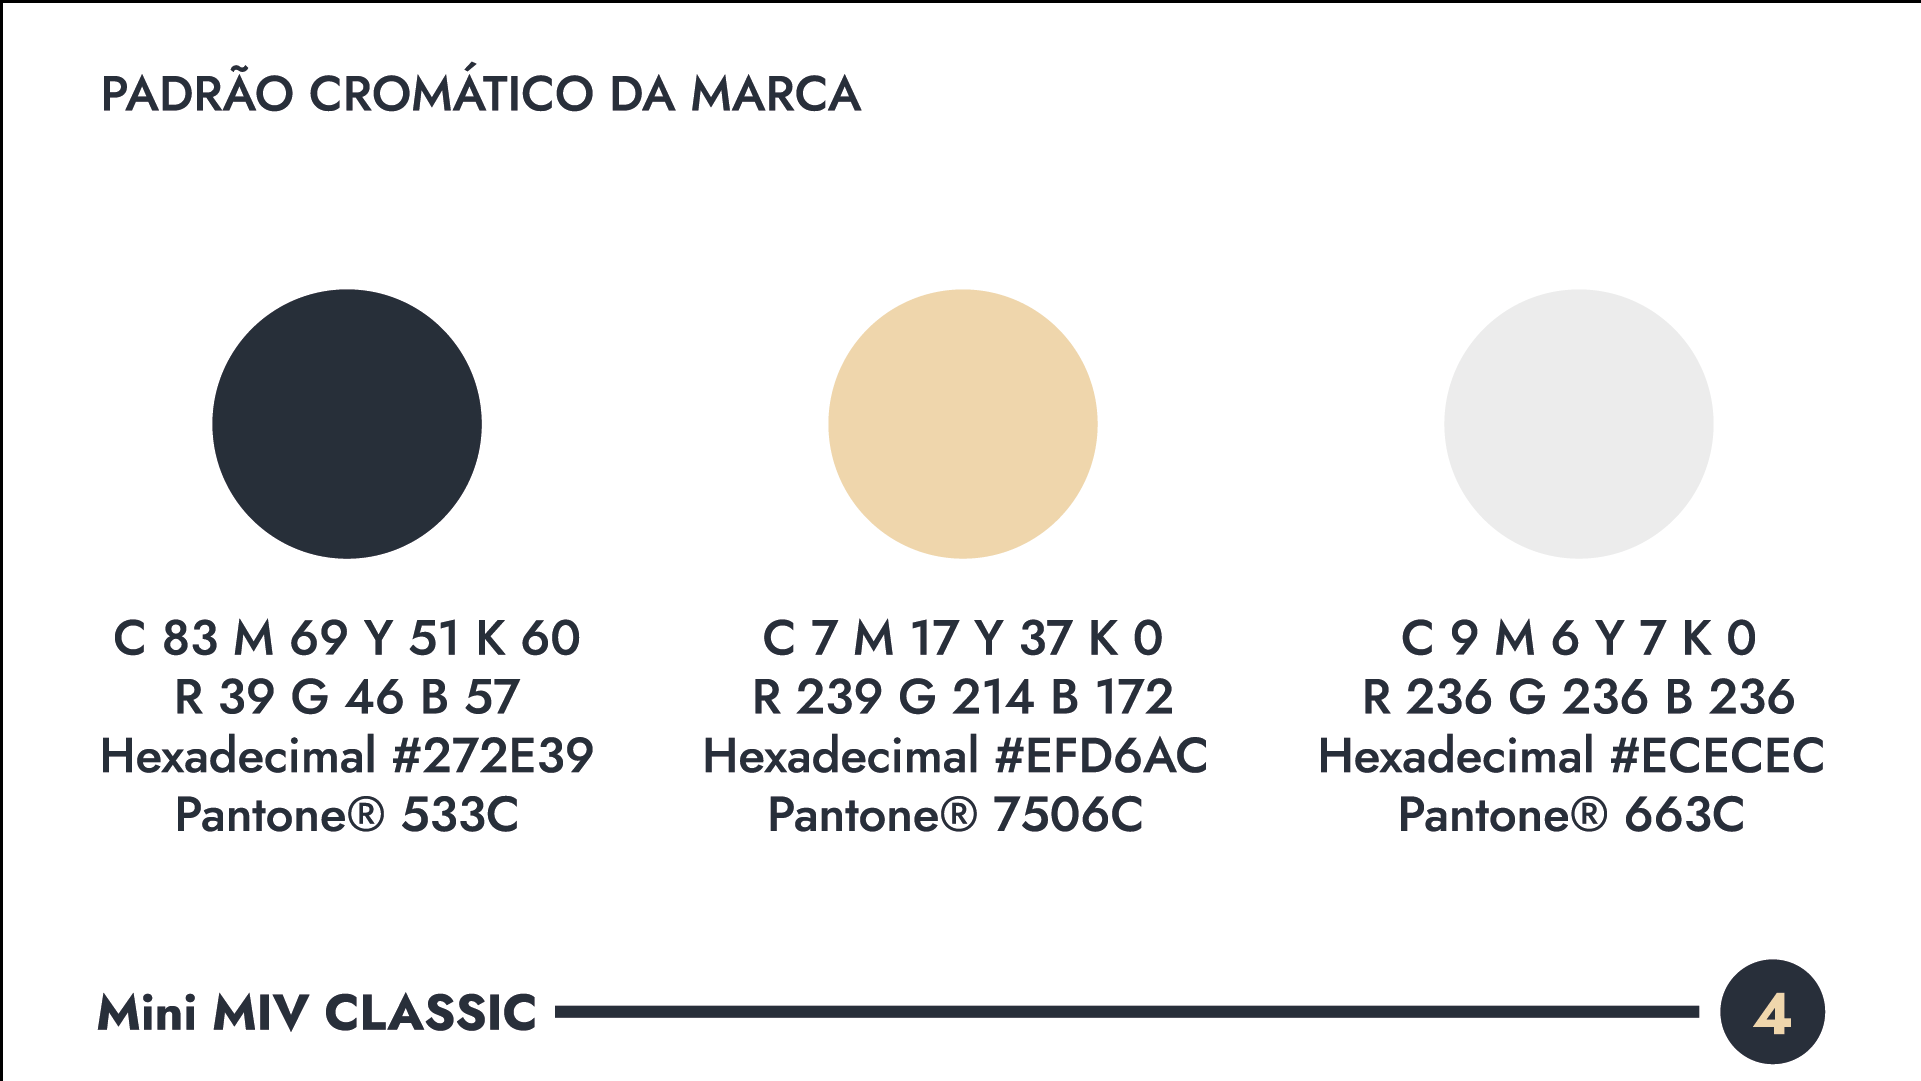 PADRÃO CROMÁTICO DA MARCA
C 83 M 69 Y 51 K 60
R 39 G 46 B 57
Hexadecimal #272E39
Pantone® 533C
C 7 M 17 Y 37 K 0
R 239 G 214 B 172
Hexadecimal #EFD6AC
Pantone® 7506C
C 9 M 6 Y 7 K 0
R 236 G 236 B 236
Hexadecimal #ECECEC
Pantone® 663C
Mini MIV CLASSIC
4